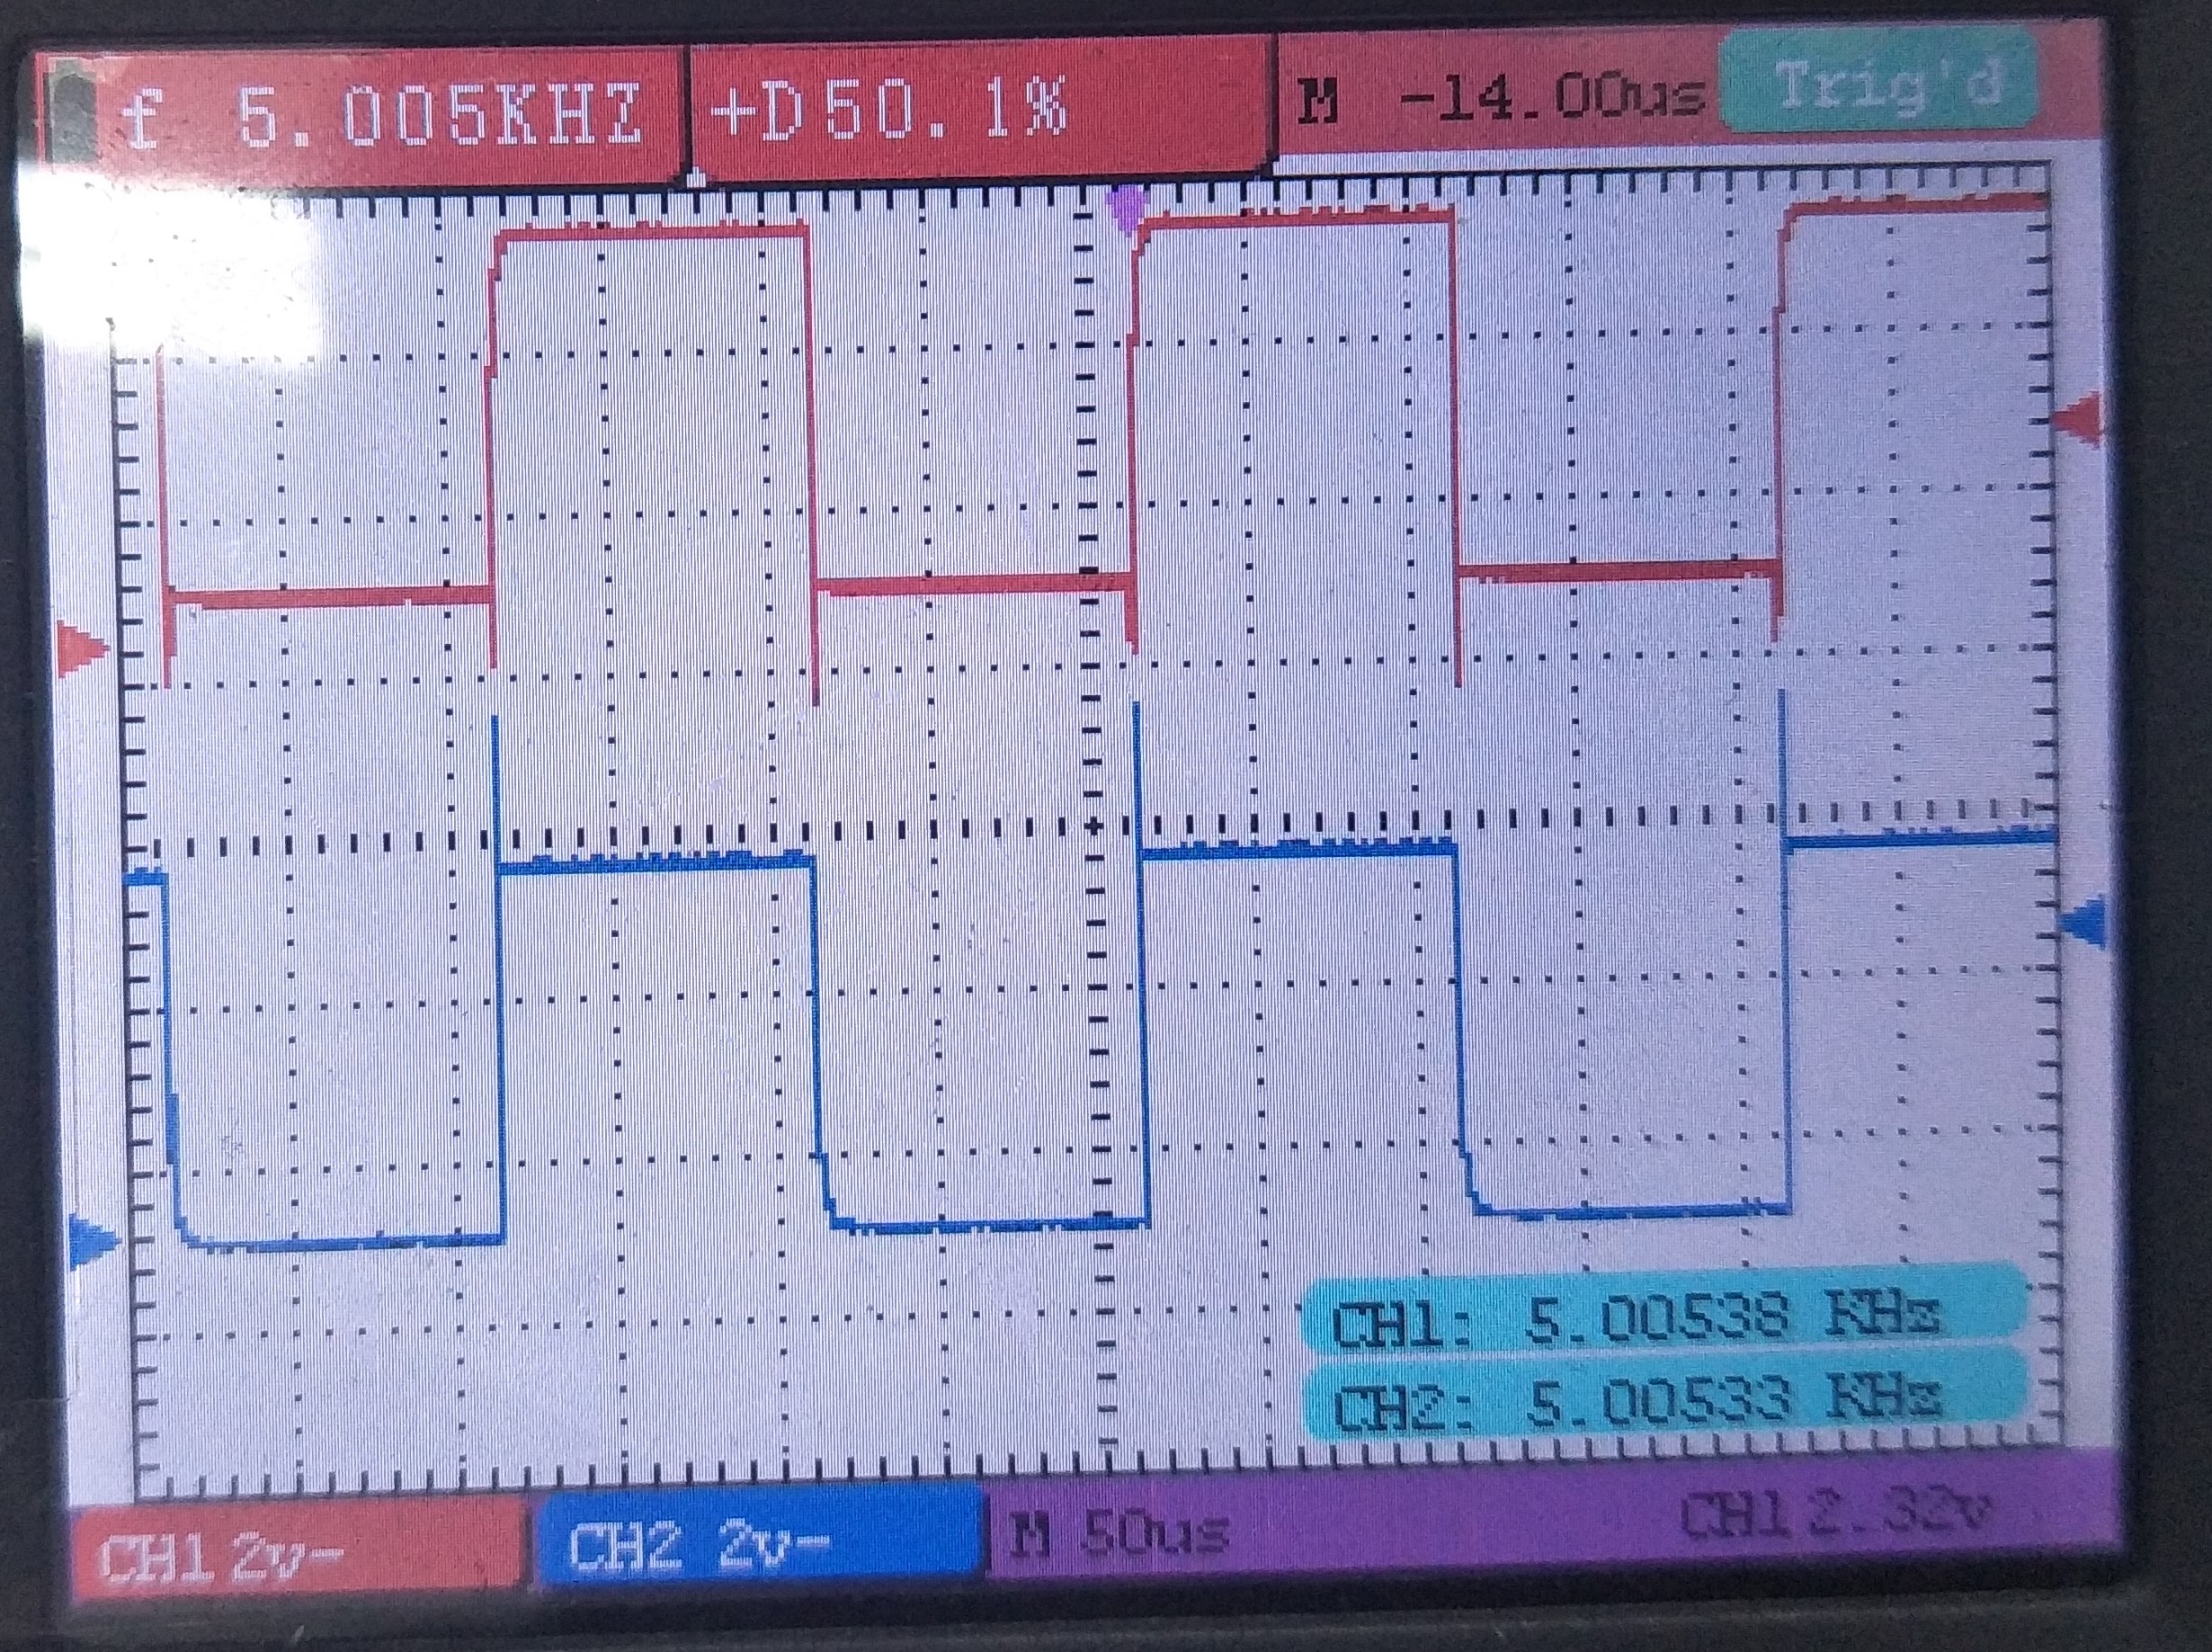 f 5.005KHZ +D50.1% M -14.00us Trig'd
CH1: 5.00538 KHz
CH2: 5.00533 KHz
CH1 2v- CH2 2v- M 50us CH1 2.32v